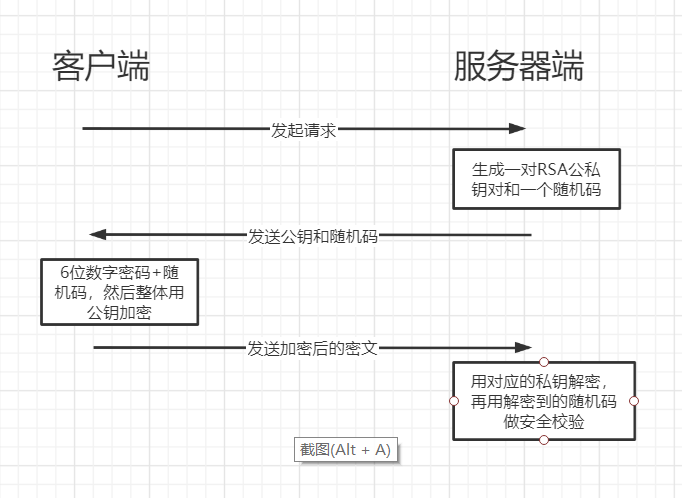 客户端
服务器端
发起请求
生成一对RSA公私
钥对和一个随机码
发送公钥和随机码
6位数字密码+随
机码，然后整体用
公钥加密
发送加密后的密文
用对应的私钥解密，
再用解密到的随机码
做安全校验
截图(Alt + A)